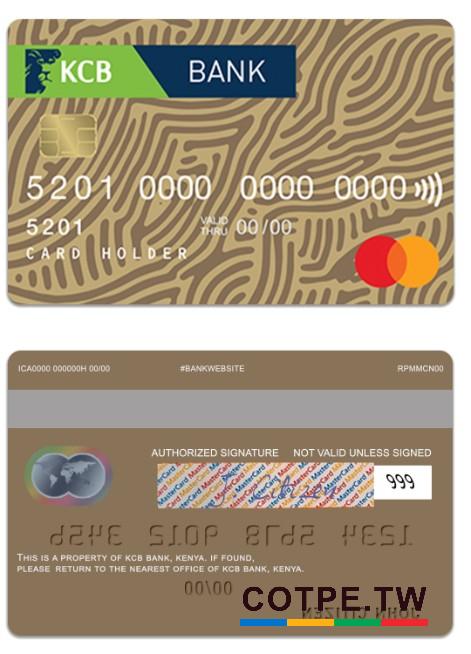 KCB BANK
5201 0000 0000 0000
5201 VALID THRU 00/00
CARD HOLDER
ICA0000 000000H 00/00 #BANKWEBSITE RPMMCN00
AUTHORIZED SIGNATURE NOT VALID UNLESS SIGNED
999
THIS IS A PROPERTY OF KCB BANK, KENYA. IF FOUND,
PLEASE RETURN TO THE NEAREST OFFICE OF KCB BANK, KENYA.
00/00
COTPE.TW
JOHN CITIZEN